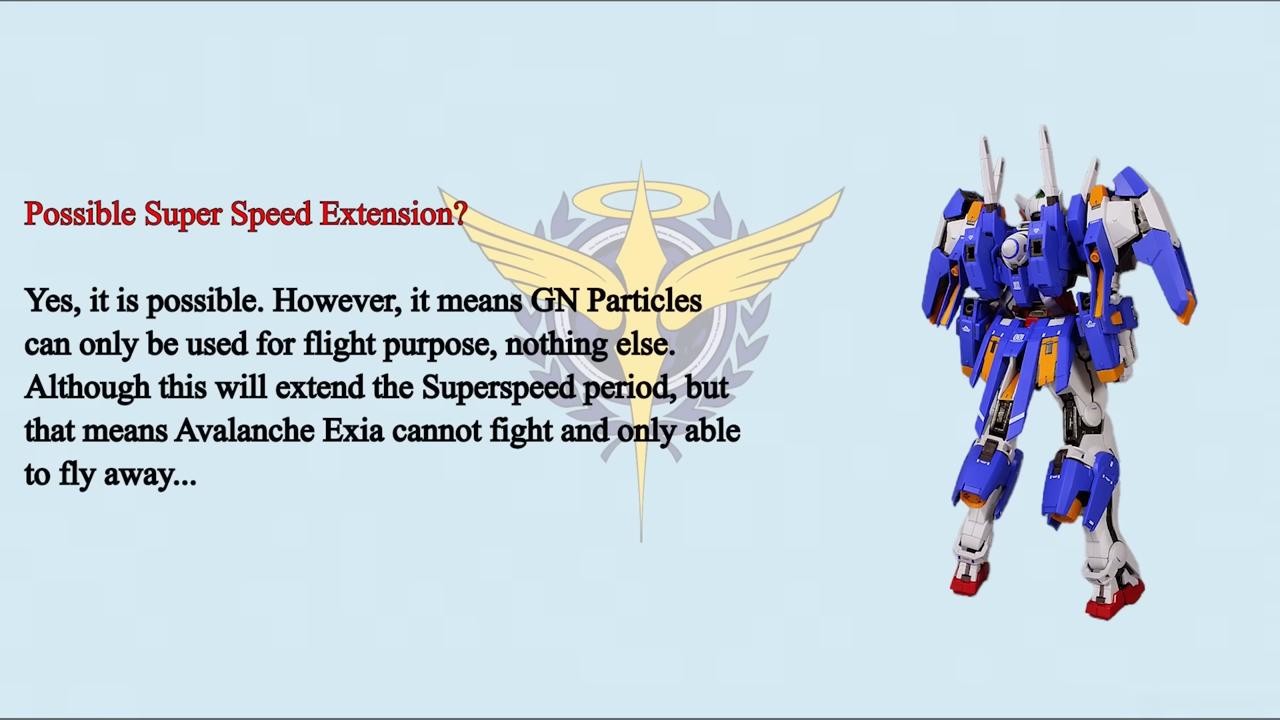 Possible Super Speed Extension?
Yes, it is possible. However, it means GN Particles
can only be used for flight purpose, nothing else.
Although this will extend the Superspeed period, but
that means Avalanche Exia cannot fight and only able
to fly away...